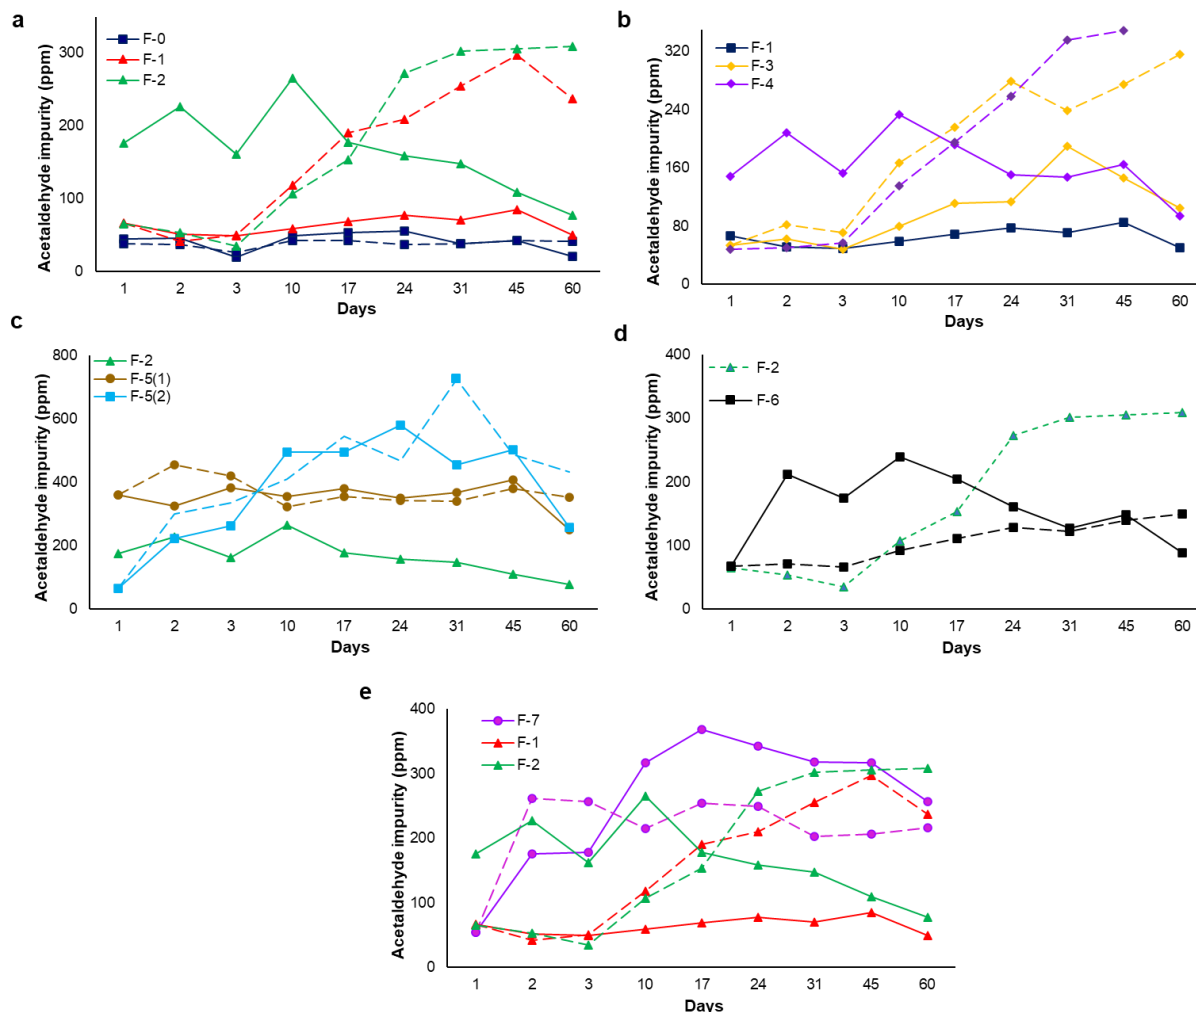 a
Acetaldehyde impurity (ppm)
300
200
100
0
F-0
F-1
F-2
1 2 3 10 17 24 31 45 60
Days
b
Acetaldehyde impurity (ppm)
320
240
160
80
0
F-1
F-3
F-4
1 2 3 10 17 24 31 45 60
Days
c
Acetaldehyde impurity (ppm)
800
600
400
200
0
F-2
F-5(1)
F-5(2)
1 2 3 10 17 24 31 45 60
Days
d
Acetaldehyde impurity (ppm)
400
300
200
100
0
F-2
F-6
1 2 3 10 17 24 31 45 60
Days
e
Acetaldehyde impurity (ppm)
400
300
200
100
0
F-7
F-1
F-2
1 2 3 10 17 24 31 45 60
Days